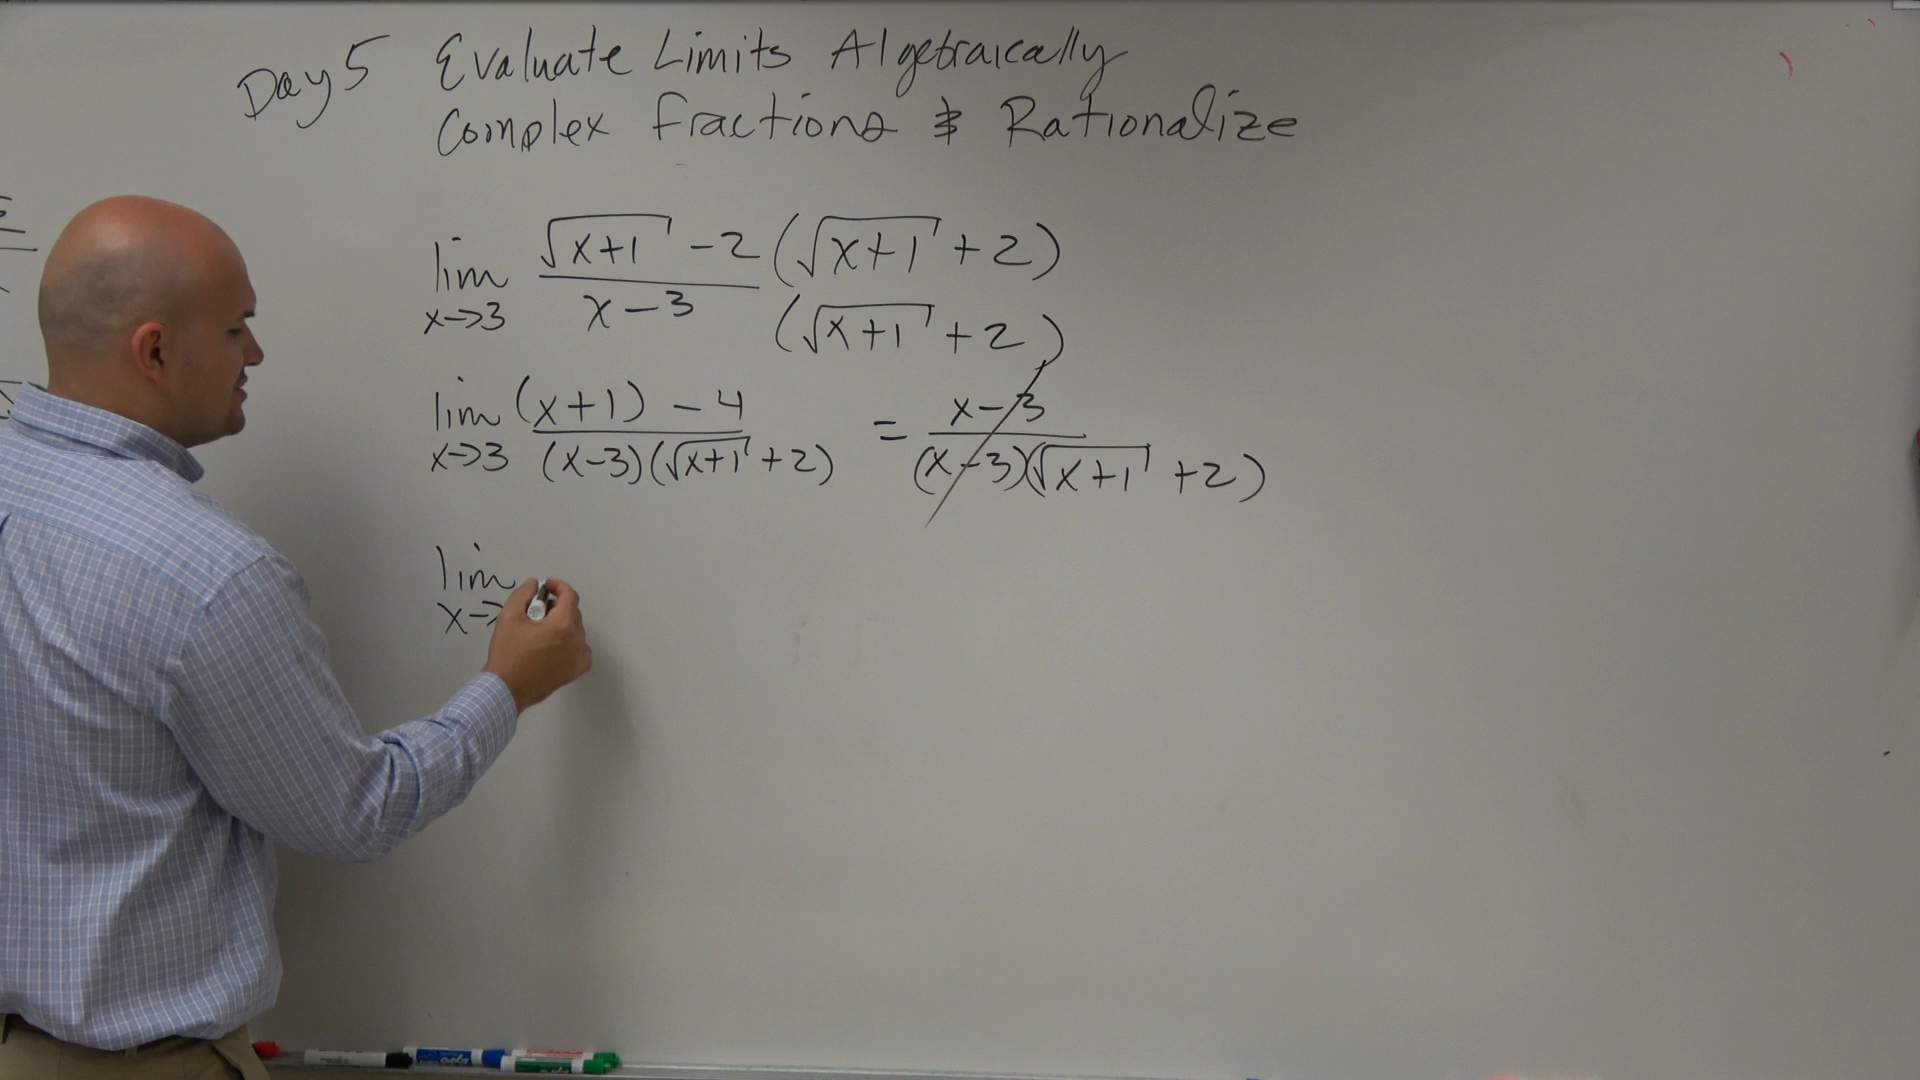 Day 5 Evaluate Limits Algebraically
Complex Fractions & Rationalize
lim x→3 (√(x+1) - 2)/(x-3) (√(x+1) + 2)/(√(x+1) + 2)
lim x→3 ((x+1) - 4)/((x-3)(√(x+1) + 2)) = (x-3)/((x-3)(√(x+1) + 2))
lim x→
EXPO